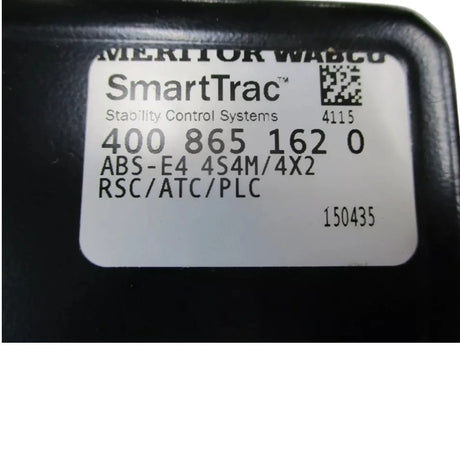 MERITOR WABCO
SmartTrac™
Stability Control Systems 4115
400 865 162 0
ABS-E4 4S4M/4X2
RSC/ATC/PLC
150435